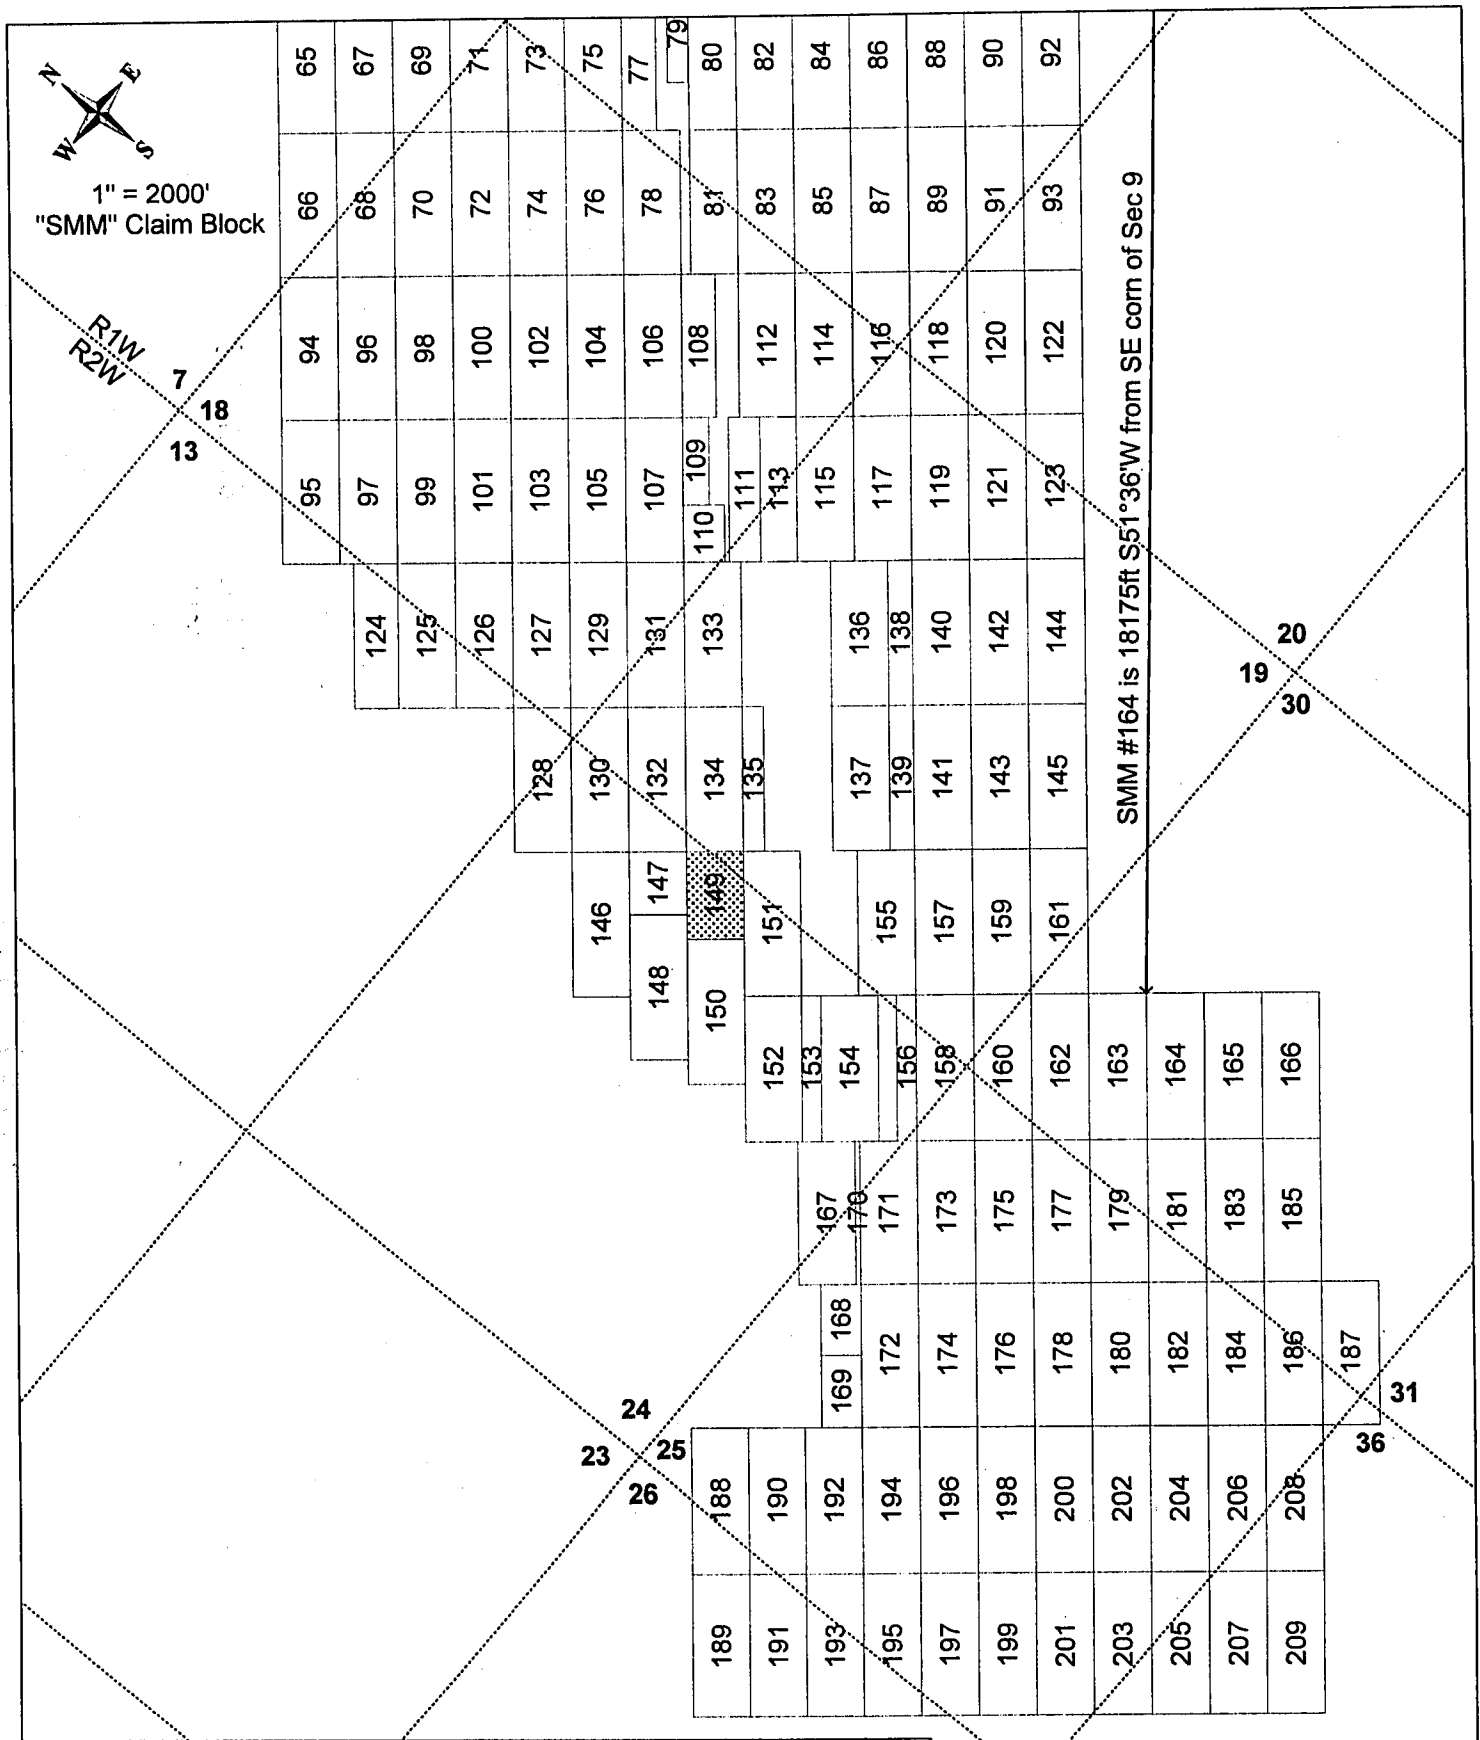 N E
W S
1" = 2000'
"SMM" Claim Block
65 67 69 71 73 75 77 79 80 82 84 86 88 90 92
66 68 70 72 74 76 78 81 83 85 87 89 91 93
R1W
R2W
94 96 98 100 102 104 106 108 112 114 116 118 120 122
7
18
13
95 97 99 101 103 105 107 109 110 111 113 115 117 119 121 123
SMM #164 is 18175ft S51°36'W from SE corn of Sec 9
124 125 126 127 129 131 133 136 138 140 142 144
20
19
30
128 130 132 134 135 137 139 141 143 145
146 147 149 151 155 157 159 161
148 150
152 153 154 156 158 160 162 163 164 165 166
167 170 171 173 175 177 179 181 183 185
168 169 172 174 176 178 180 182 184 186 187
31
36
24
23 25
26
188 190 192 194 196 198 200 202 204 206 208
189 191 193 195 197 199 201 203 205 207 209